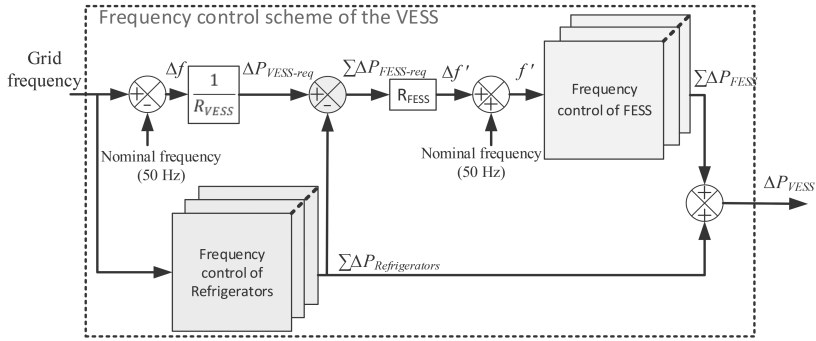 Frequency control scheme of the VESS
Grid
frequency
+
-
Δf
1
R_VESS
ΔP_VESS-req
+
-
∑ΔP_FESS-req
R_FESS
Δf'
+
+
f'
Frequency
control of FESS
∑ΔP_FESS
Nominal frequency
(50 Hz)
Nominal frequency
(50 Hz)
+
+
ΔP_VESS
Frequency
control of
Refrigerators
∑ΔP_Refrigerators